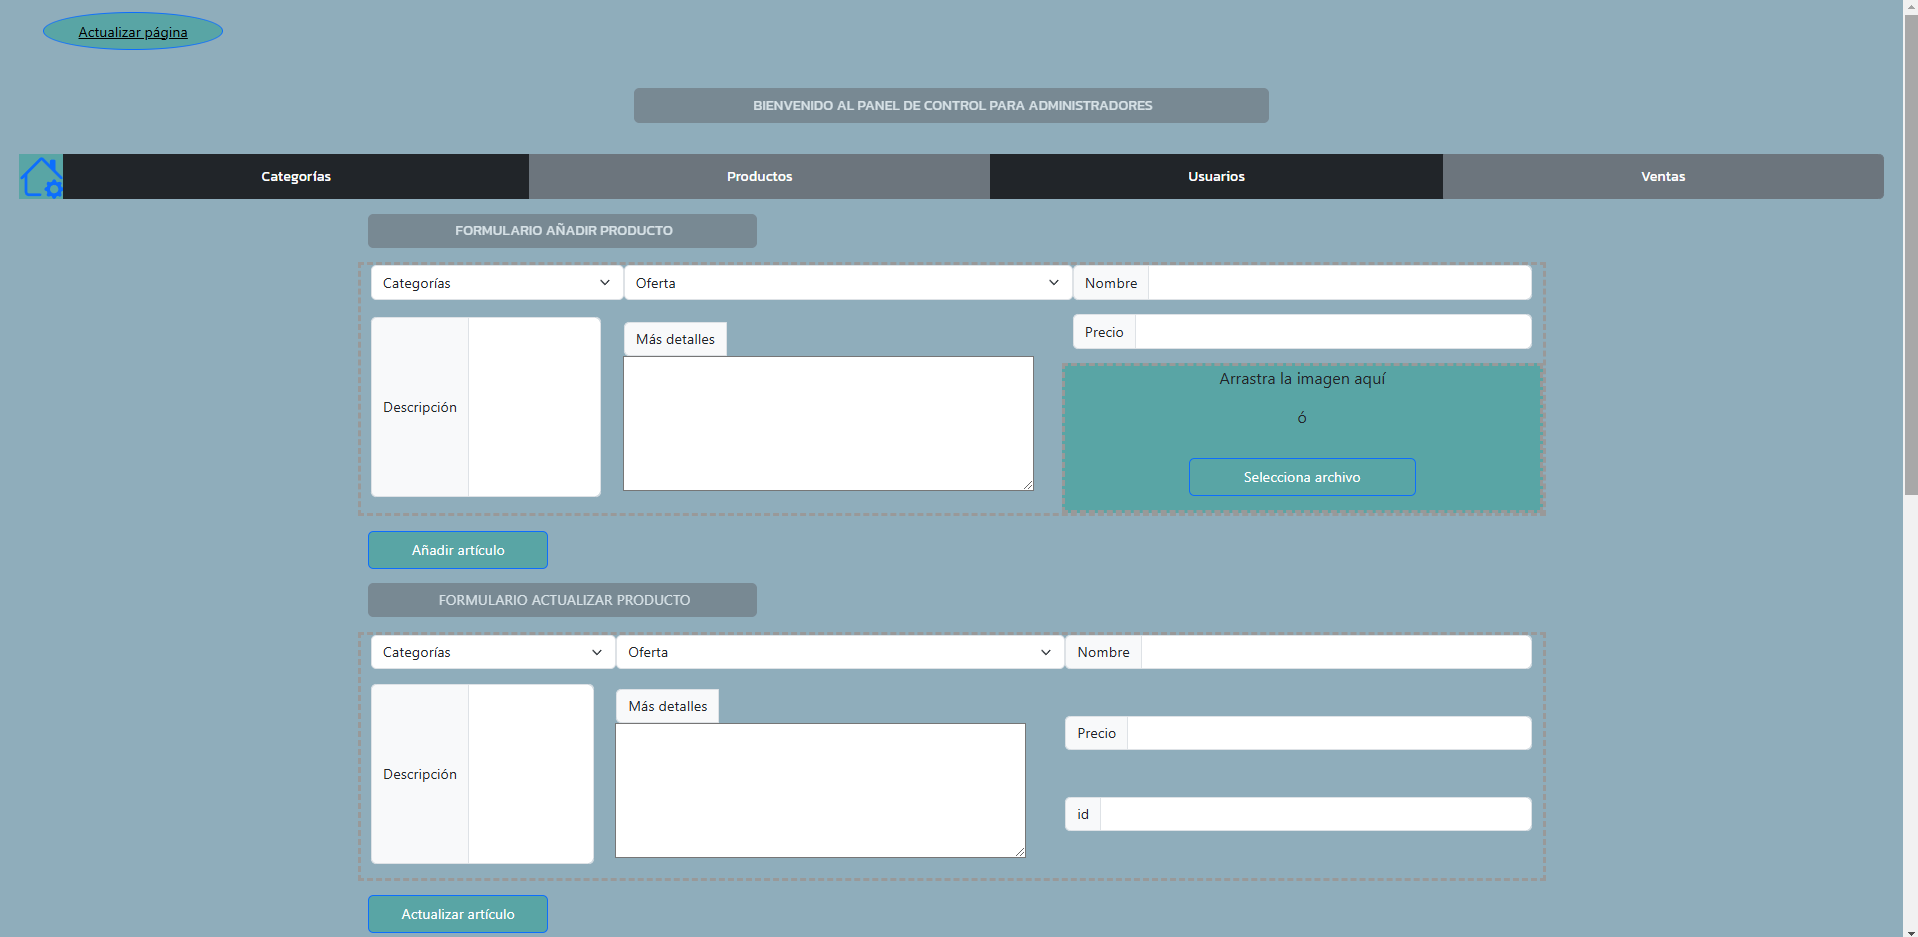 Actualizar página
BIENVENIDO AL PANEL DE CONTROL PARA ADMINISTRADORES
Categorías Productos Usuarios Ventas
FORMULARIO AÑADIR PRODUCTO
Categorías Oferta Nombre
Precio
Más detalles
Descripción
Arrastra la imagen aquí
ó
Selecciona archivo
Añadir artículo
FORMULARIO ACTUALIZAR PRODUCTO
Categorías Oferta Nombre
Más detalles
Precio
Descripción
id
Actualizar artículo